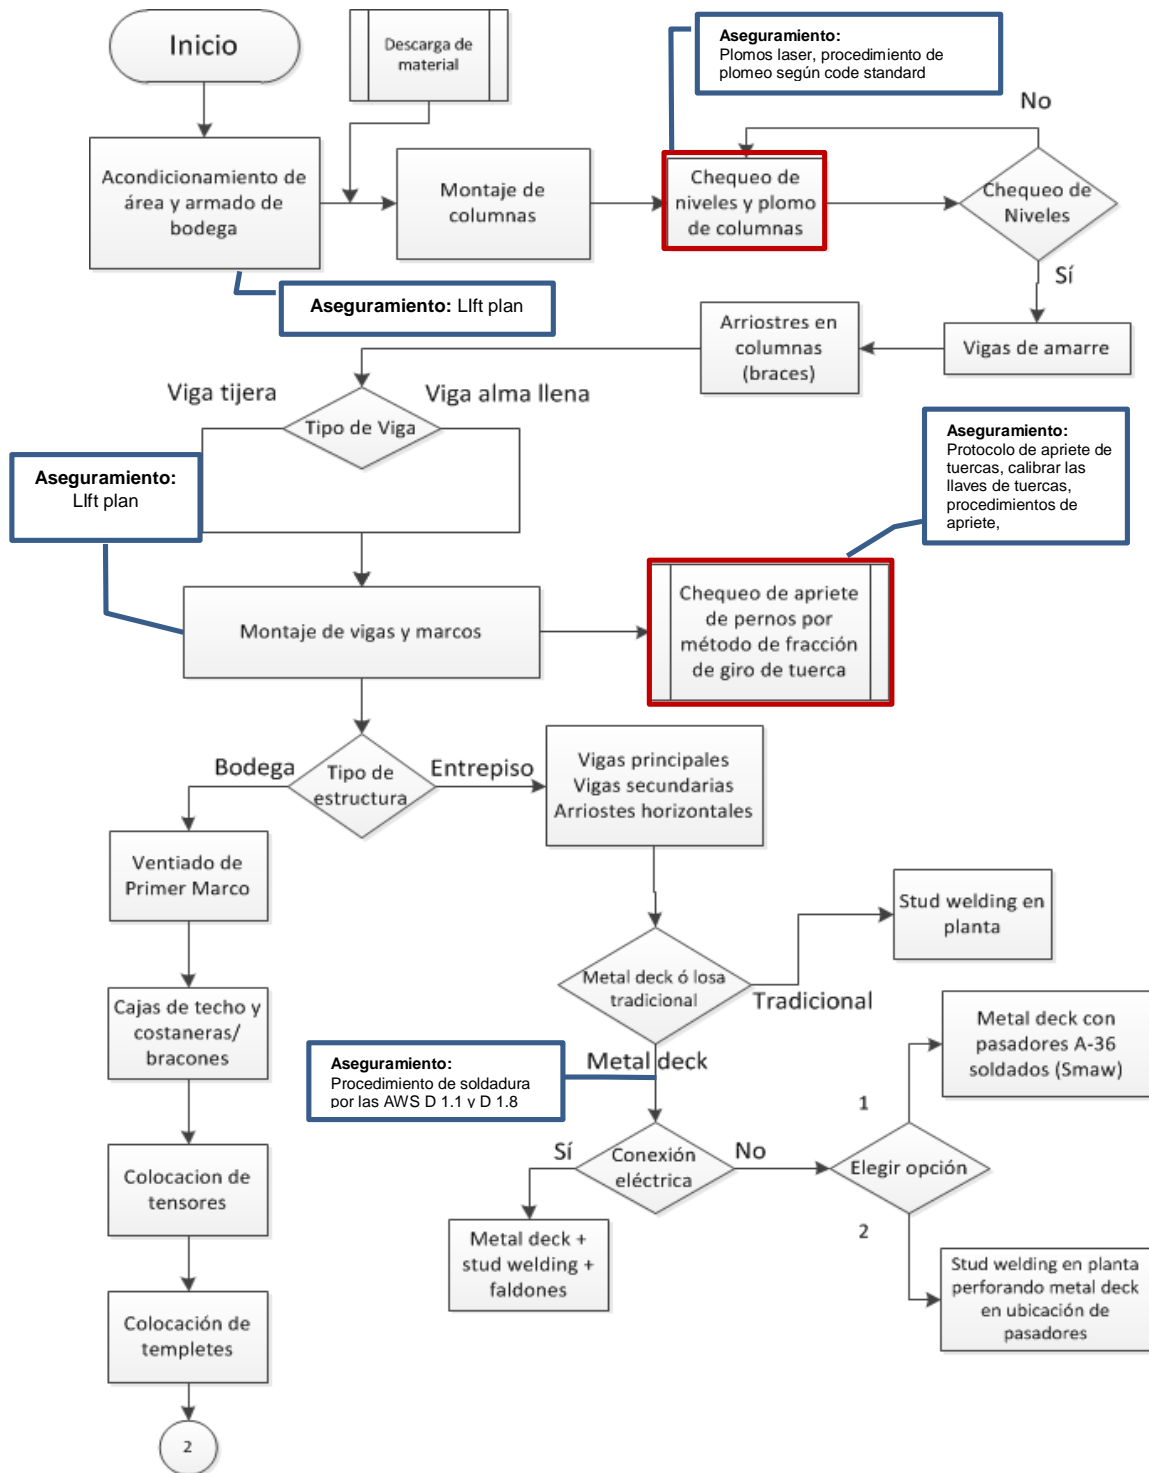 Inicio
Descarga de
material
Aseguramiento:
Plomos laser, procedimiento de
plomeo según code standard
No
Acondicionamiento de
área y armado de
bodega
Montaje de
columnas
Chequeo de
niveles y plomo
de columnas
Chequeo de
Niveles
Sí
Aseguramiento: LIft plan
Arriostres en
columnas
(braces)
Vigas de amarre
Viga tijera
Viga alma llena
Tipo de Viga
Aseguramiento:
LIft plan
Aseguramiento:
Protocolo de apriete de
tuercas, calibrar las
llaves de tuercas,
procedimientos de
apriete,
Montaje de vigas y marcos
Chequeo de apriete
de pernos por
método de fracción
de giro de tuerca
Bodega
Tipo de
estructura
Entrepiso
Vigas principales
Vigas secundarias
Arriostes horizontales
Ventiado de
Primer Marco
Stud welding en
planta
Metal deck ó losa
tradicional
Tradicional
Cajas de techo y
costaneras/
bracones
Metal deck con
pasadores A-36
soldados (Smaw)
Metal deck
Aseguramiento:
Procedimiento de soldadura
por las AWS D 1.1 y D 1.8
1
Sí
Conexión
eléctrica
No
Elegir opción
Colocacion de
tensores
2
Metal deck +
stud welding +
faldones
Stud welding en planta
perforando metal deck
en ubicación de
pasadores
Colocación de
templetes
2